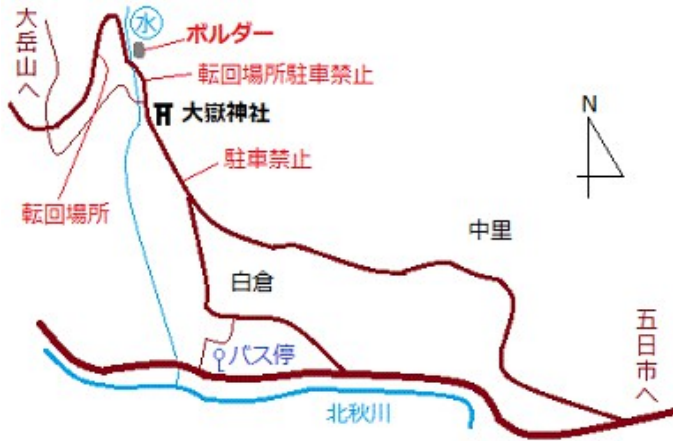 大岳山へ
水
ボルダー
転回場所駐車禁止
大嶽神社
N
駐車禁止
転回場所
中里
白倉
バス停
五日市へ
北秋川